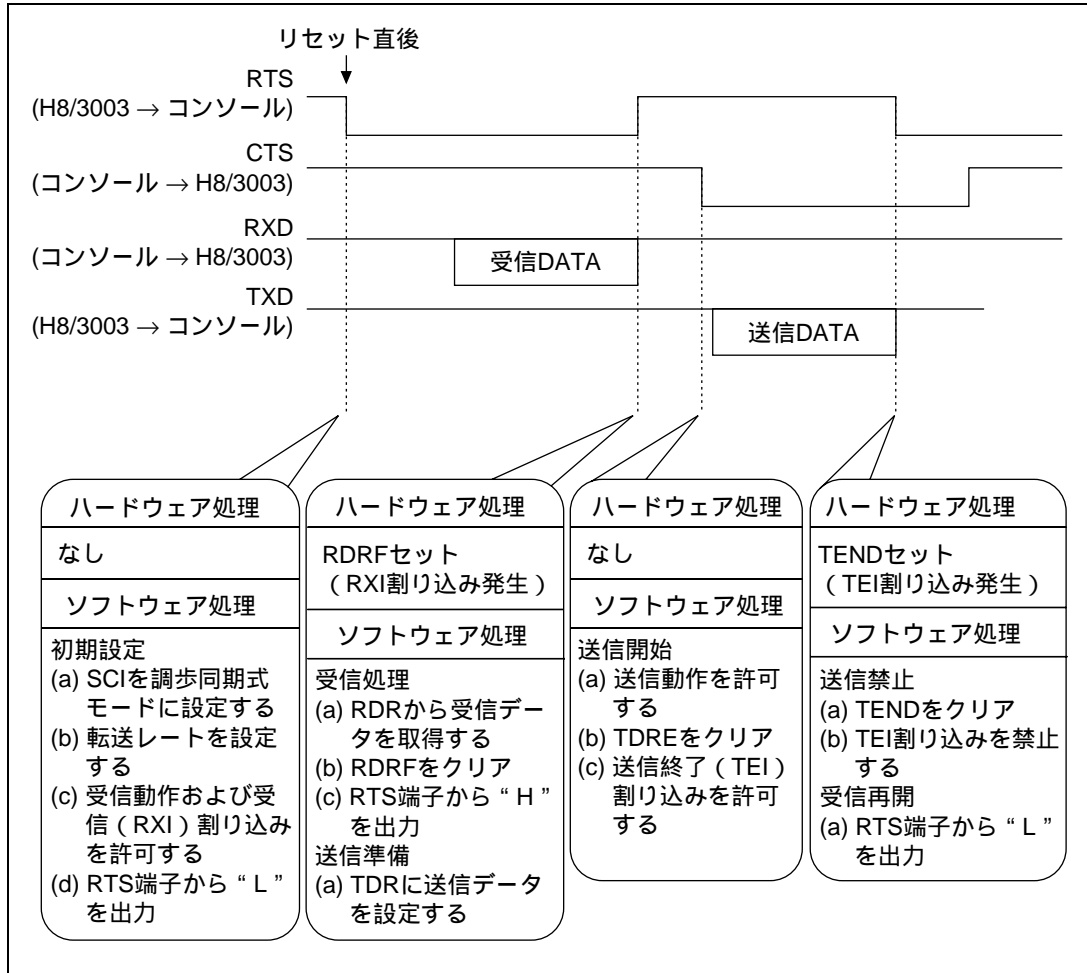 リセット直後
RTS
(H8/3003 → コンソール)
CTS
(コンソール → H8/3003)
RXD
(コンソール → H8/3003)
受信DATA
TXD
(H8/3003 → コンソール)
送信DATA
ハードウェア処理
なし
ソフトウェア処理
初期設定
(a) SCIを調歩同期式
モードに設定する
(b) 転送レートを設定
する
(c) 受信動作および受
信（RXI）割り込み
を許可する
(d) RTS端子から“L”
を出力
ハードウェア処理
RDRFセット
（RXI割り込み発生）
ソフトウェア処理
受信処理
(a) RDRから受信デー
タを取得する
(b) RDRFをクリア
(c) RTS端子から“H”
を出力
送信準備
(a) TDRに送信データ
を設定する
ハードウェア処理
なし
ソフトウェア処理
送信開始
(a) 送信動作を許可
する
(b) TDREをクリア
(c) 送信終了（TEI）
割り込みを許可
する
ハードウェア処理
TENDセット
（TEI割り込み発生）
ソフトウェア処理
送信禁止
(a) TENDをクリア
(b) TEI割り込みを禁止
する
受信再開
(a) RTS端子から“L”
を出力